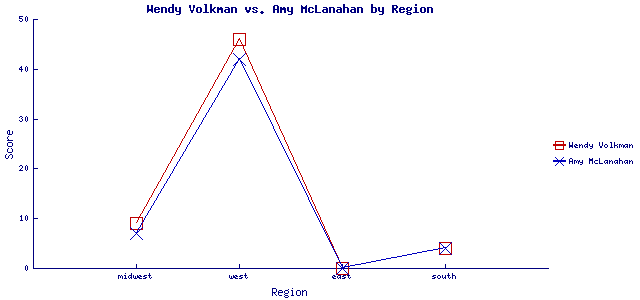 Wendy Volkman vs. Amy McLanahan by Region
50
40
30
20
10
0
Score
midwest west east south
Region
Wendy Volkman
Amy McLanahan